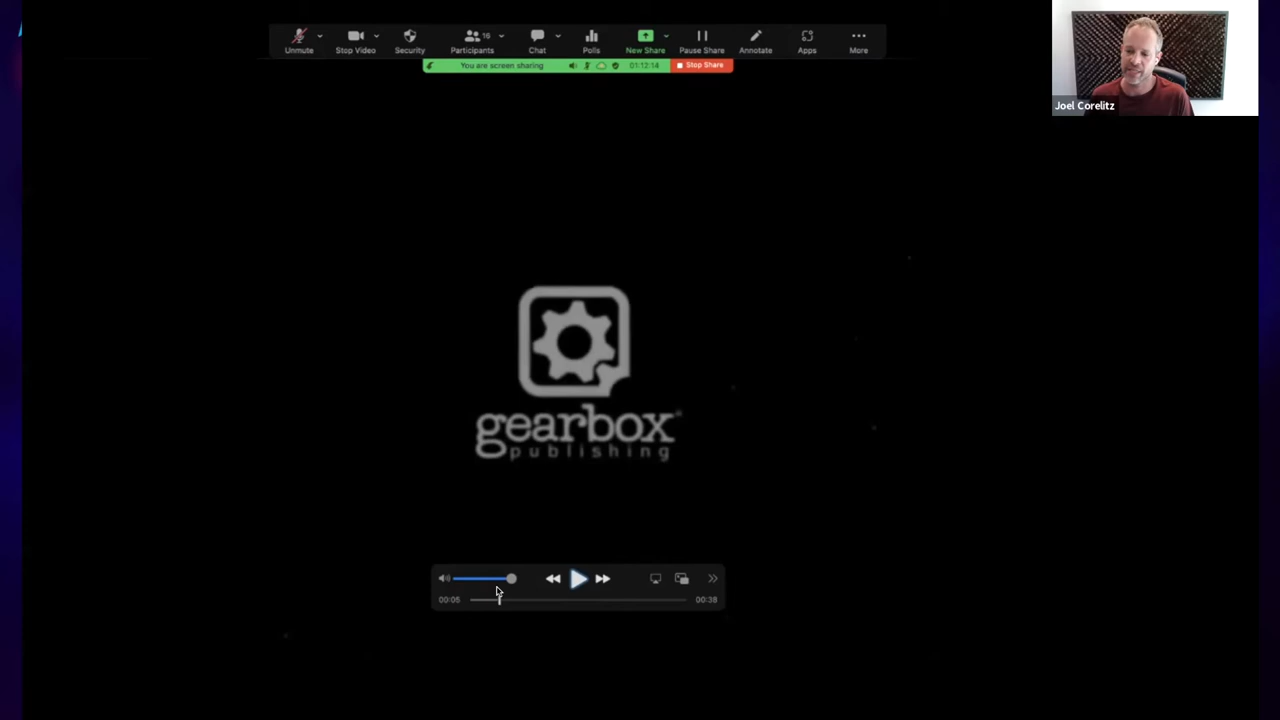 Unmute
Stop Video
Security
16
Participants
Chat
Polls
New Share
Pause Share
Annotate
Apps
More
You are screen sharing
01:12:14
Stop Share
Joel Corelitz
gearbox®
publishing
00:05
00:38